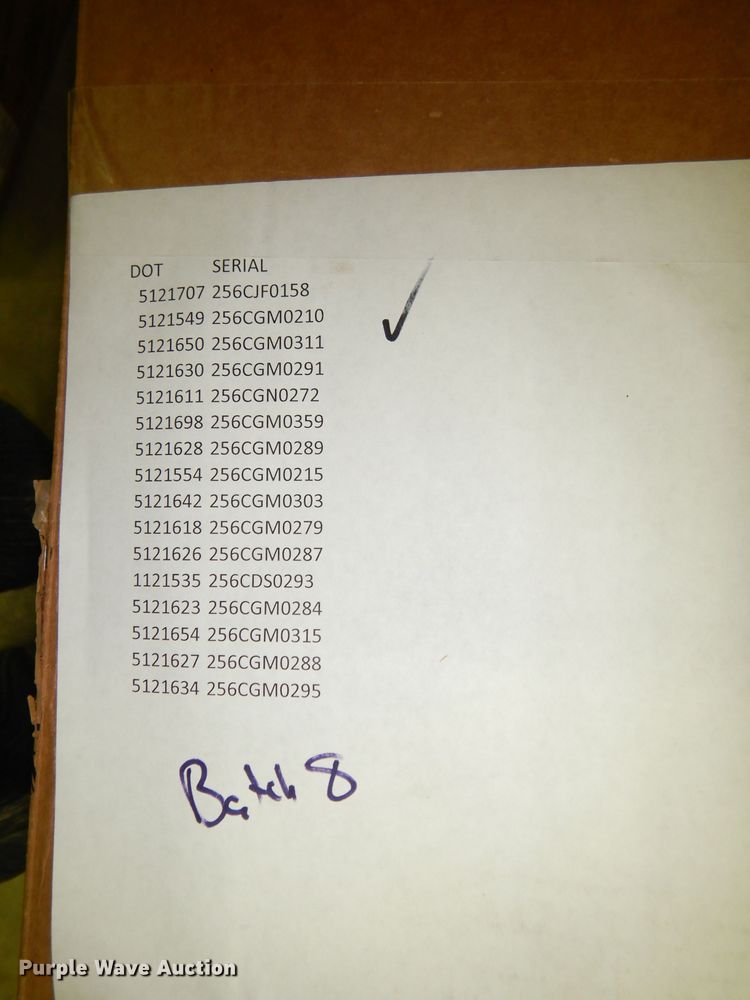 DOT SERIAL
5121707 256CJF0158
5121549 256CGM0210
5121650 256CGM0311
5121630 256CGM0291
5121611 256CGN0272
5121698 256CGM0359
5121628 256CGM0289
5121554 256CGM0215
5121642 256CGM0303
5121618 256CGM0279
5121626 256CGM0287
1121535 256CDS0293
5121623 256CGM0284
5121654 256CGM0315
5121627 256CGM0288
5121634 256CGM0295
Batch 8
Purple Wave Auction